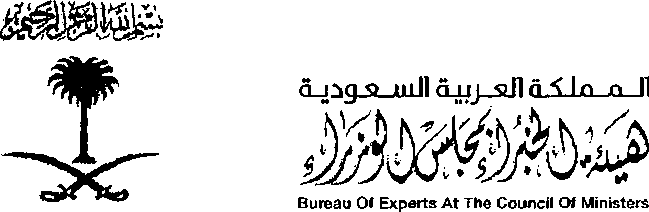 بسم الله الرحمن الرحيم
المملكة العربية السعودية
هيئة الخبراء بمجلس الوزراء
Bureau Of Experts At The Council Of Ministers